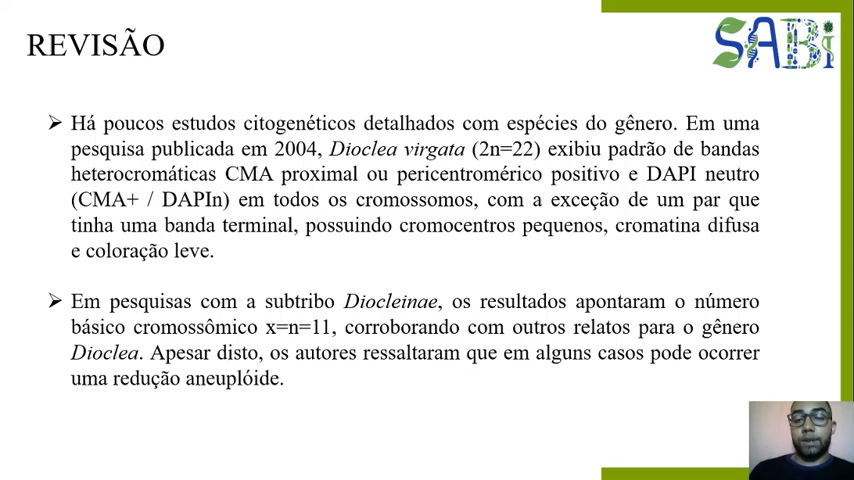 REVISÃO
SABi
➢ Há poucos estudos citogenéticos detalhados com espécies do gênero. Em uma
pesquisa publicada em 2004, Dioclea virgata (2n=22) exibiu padrão de bandas
heterocromáticas CMA proximal ou pericentromérico positivo e DAPI neutro
(CMA+ / DAPIn) em todos os cromossomos, com a exceção de um par que
tinha uma banda terminal, possuindo cromocentros pequenos, cromatina difusa
e coloração leve.
➢ Em pesquisas com a subtribo Diocleinae, os resultados apontaram o número
básico cromossômico x=n=11, corroborando com outros relatos para o gênero
Dioclea. Apesar disto, os autores ressaltaram que em alguns casos pode ocorrer
uma redução aneuplóide.